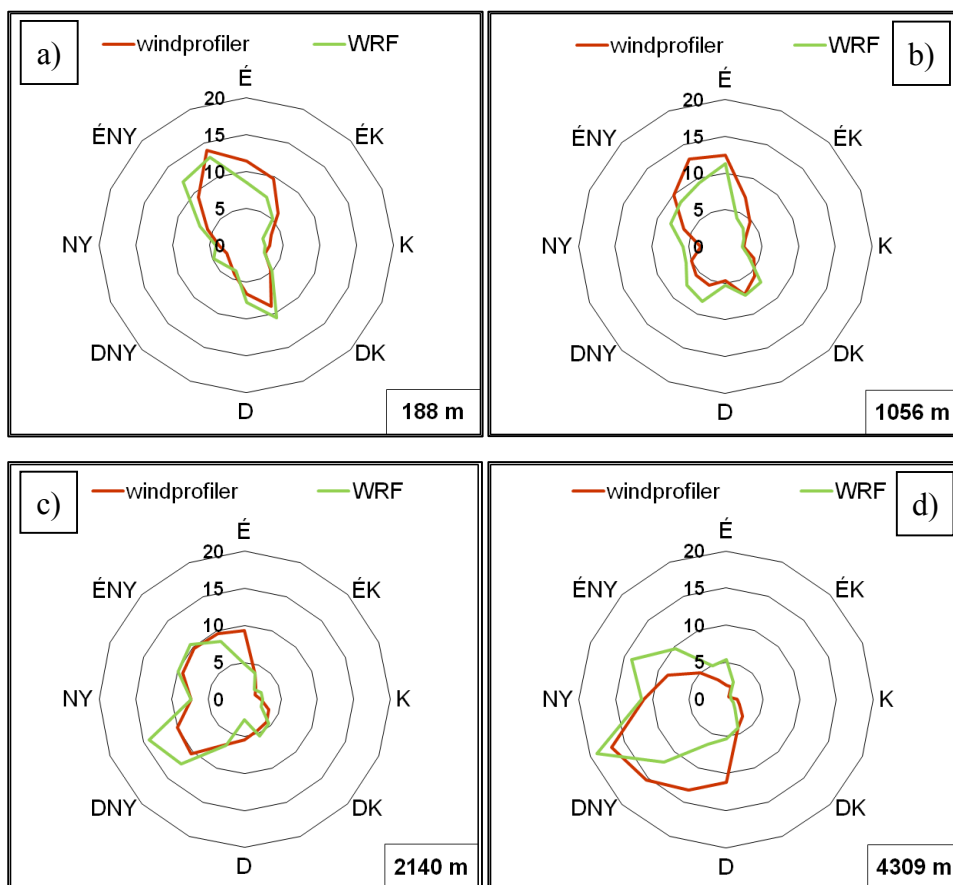 a)
windprofiler WRF
É
20
ÉNY ÉK
15
10
5
NY 0 K
DNY DK
D
188 m
b)
windprofiler WRF
É
20
ÉNY ÉK
15
10
5
NY 0 K
DNY DK
D
1056 m
c)
windprofiler WRF
É
20
ÉNY ÉK
15
10
5
NY 0 K
DNY DK
D
2140 m
d)
windprofiler WRF
É
20
ÉNY ÉK
15
10
5
NY 0 K
DNY DK
D
4309 m